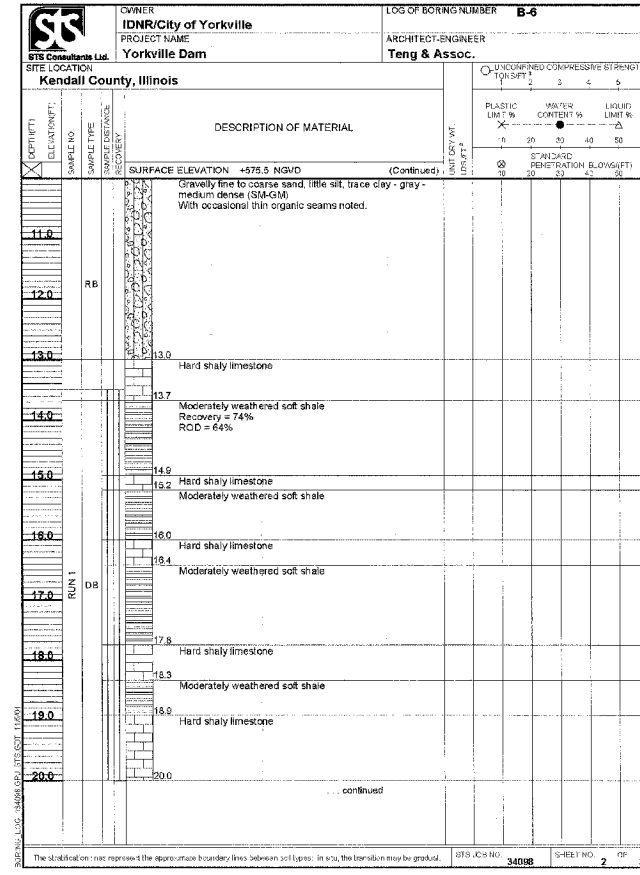 STS
STS Consultants Ltd.
OWNER
IDNR/City of Yorkville
LOG OF BORING NUMBER B-6
PROJECT NAME
Yorkville Dam
ARCHITECT-ENGINEER
Teng & Assoc.
SITE LOCATION
Kendall County, Illinois
UNCONFINED COMPRESSIVE STRENGT
TONS/FT 2
1 2 3 4 5
PLASTIC LIMIT %
WATER CONTENT %
LIQUID LIMIT %
10 20 30 40 50
STANDARD
PENETRATION BLOWS/(FT)
10 20 30 40 50
DEPTH(FT)
ELEVATION(FT)
SAMPLE NO.
SAMPLE TYPE
SAMPLE DISTANCE
RECOVERY
DESCRIPTION OF MATERIAL
UNIT DRY WT.
LBS./FT 3
SURFACE ELEVATION +575.5 NGVD (Continued)
Gravelly fine to coarse sand, little silt, trace clay - gray -
medium dense (SM-GM)
With occasional thin organic seams noted.
11.0
RB
12.0
13.0
13.0
Hard shaly limestone
13.7
Moderately weathered soft shale
14.0
Recovery = 74%
RQD = 64%
14.9
15.0
Hard shaly limestone
15.2
Moderately weathered soft shale
16.0
16.0
Hard shaly limestone
16.4
Moderately weathered soft shale
RUN 1
DB
17.0
17.8
Hard shaly limestone
18.0
18.3
Moderately weathered soft shale
18.9
19.0
Hard shaly limestone
20.0
20.0
... continued
The stratification lines represent the approximate boundary lines between soil types: in situ, the transition may be gradual.
STS JOB NO. 34098
SHEET NO. 2 OF